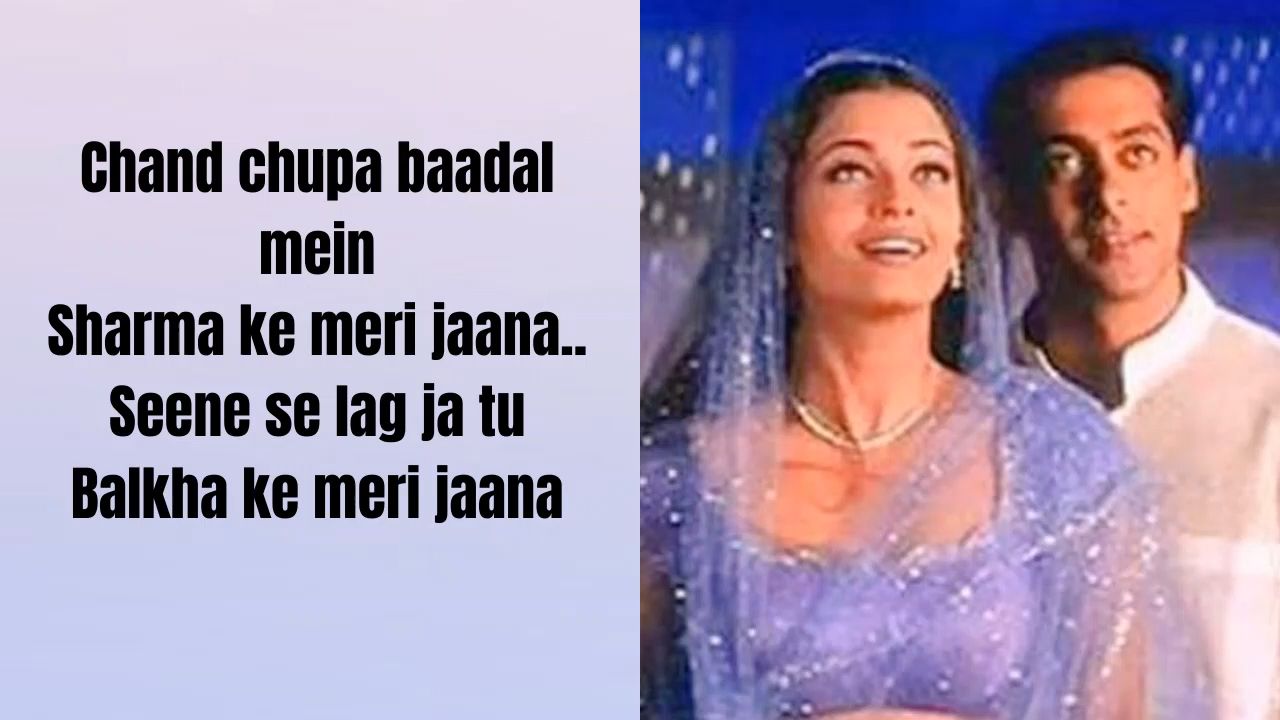 Chand chupa baadal
mein
Sharma ke meri jaana..
Seene se lag ja tu
Balkha ke meri jaana